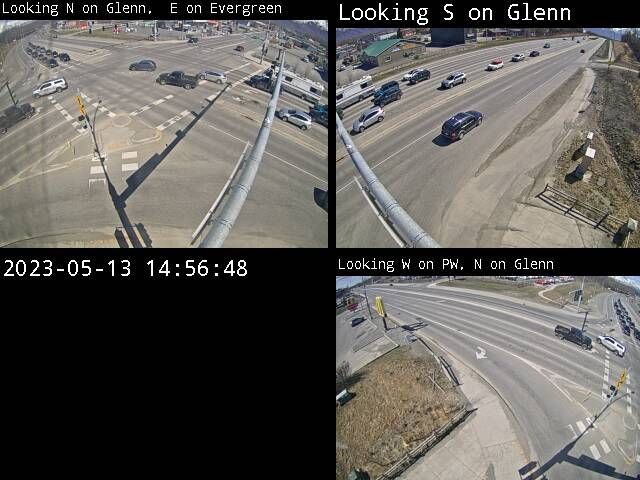 Looking N on Glenn,  E on Evergreen
Looking S on Glenn
2023-05-13 14:56:48
Looking W on PW, N on Glenn